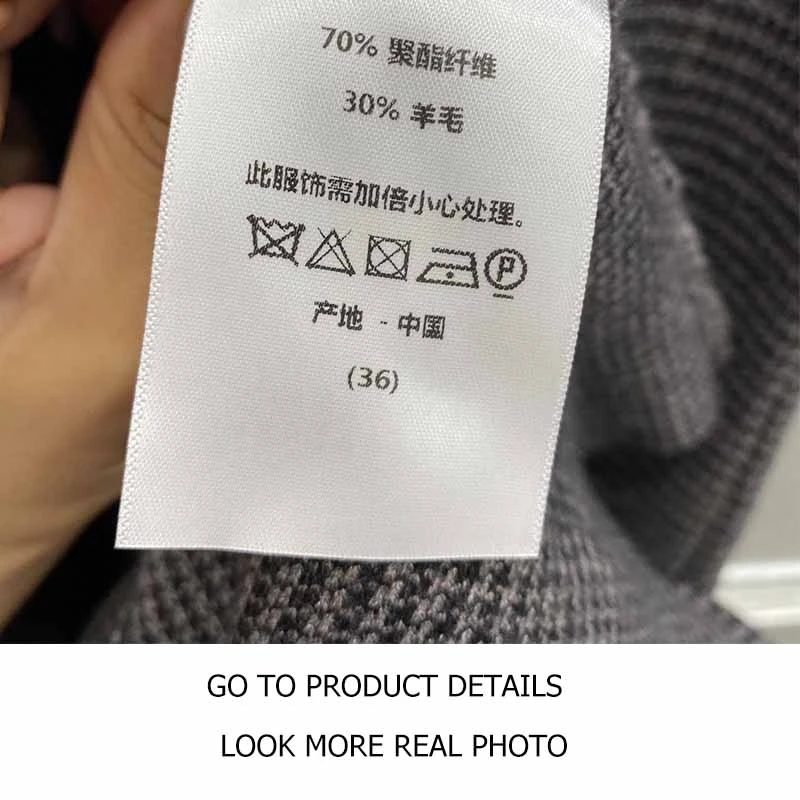 70% 聚酯纤维
30% 羊毛
此服饰需加倍小心处理。
P
产地 - 中国
(36)
GO TO PRODUCT DETAILS
LOOK MORE REAL PHOTO